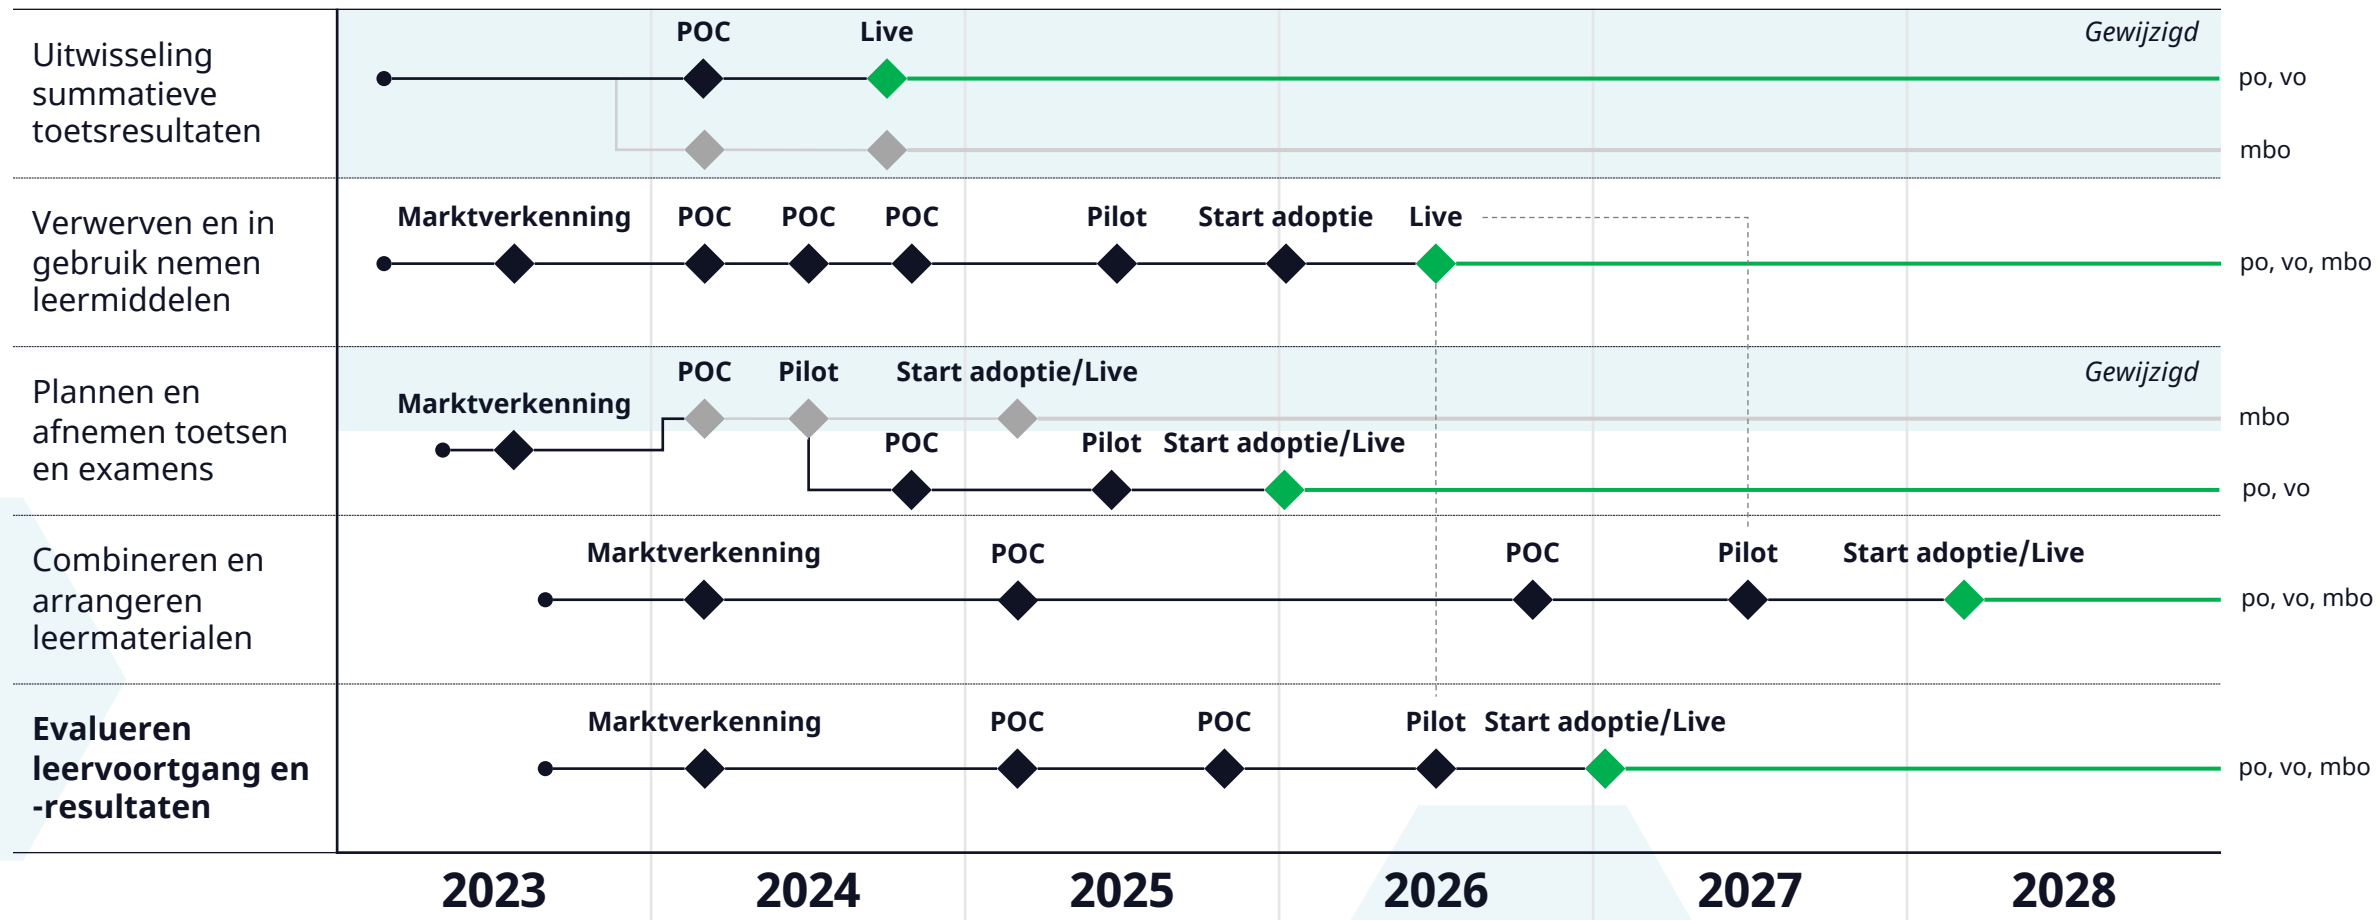 POC Live Gewijzigd
Uitwisseling
summatieve
toetsresultaten
po, vo
mbo
Marktverkenning POC POC POC Pilot Start adoptie Live
Verwerven en in
gebruik nemen
leermiddelen
po, vo, mbo
POC Pilot Start adoptie/Live Gewijzigd
Marktverkenning
Plannen en
afnemen toetsen
en examens
mbo
POC Pilot Start adoptie/Live
po, vo
Marktverkenning POC POC Pilot Start adoptie/Live
Combineren en
arrangeren
leermaterialen
po, vo, mbo
Marktverkenning POC POC Pilot Start adoptie/Live
Evalueren
leervoortgang en
-resultaten
po, vo, mbo
2023 2024 2025 2026 2027 2028